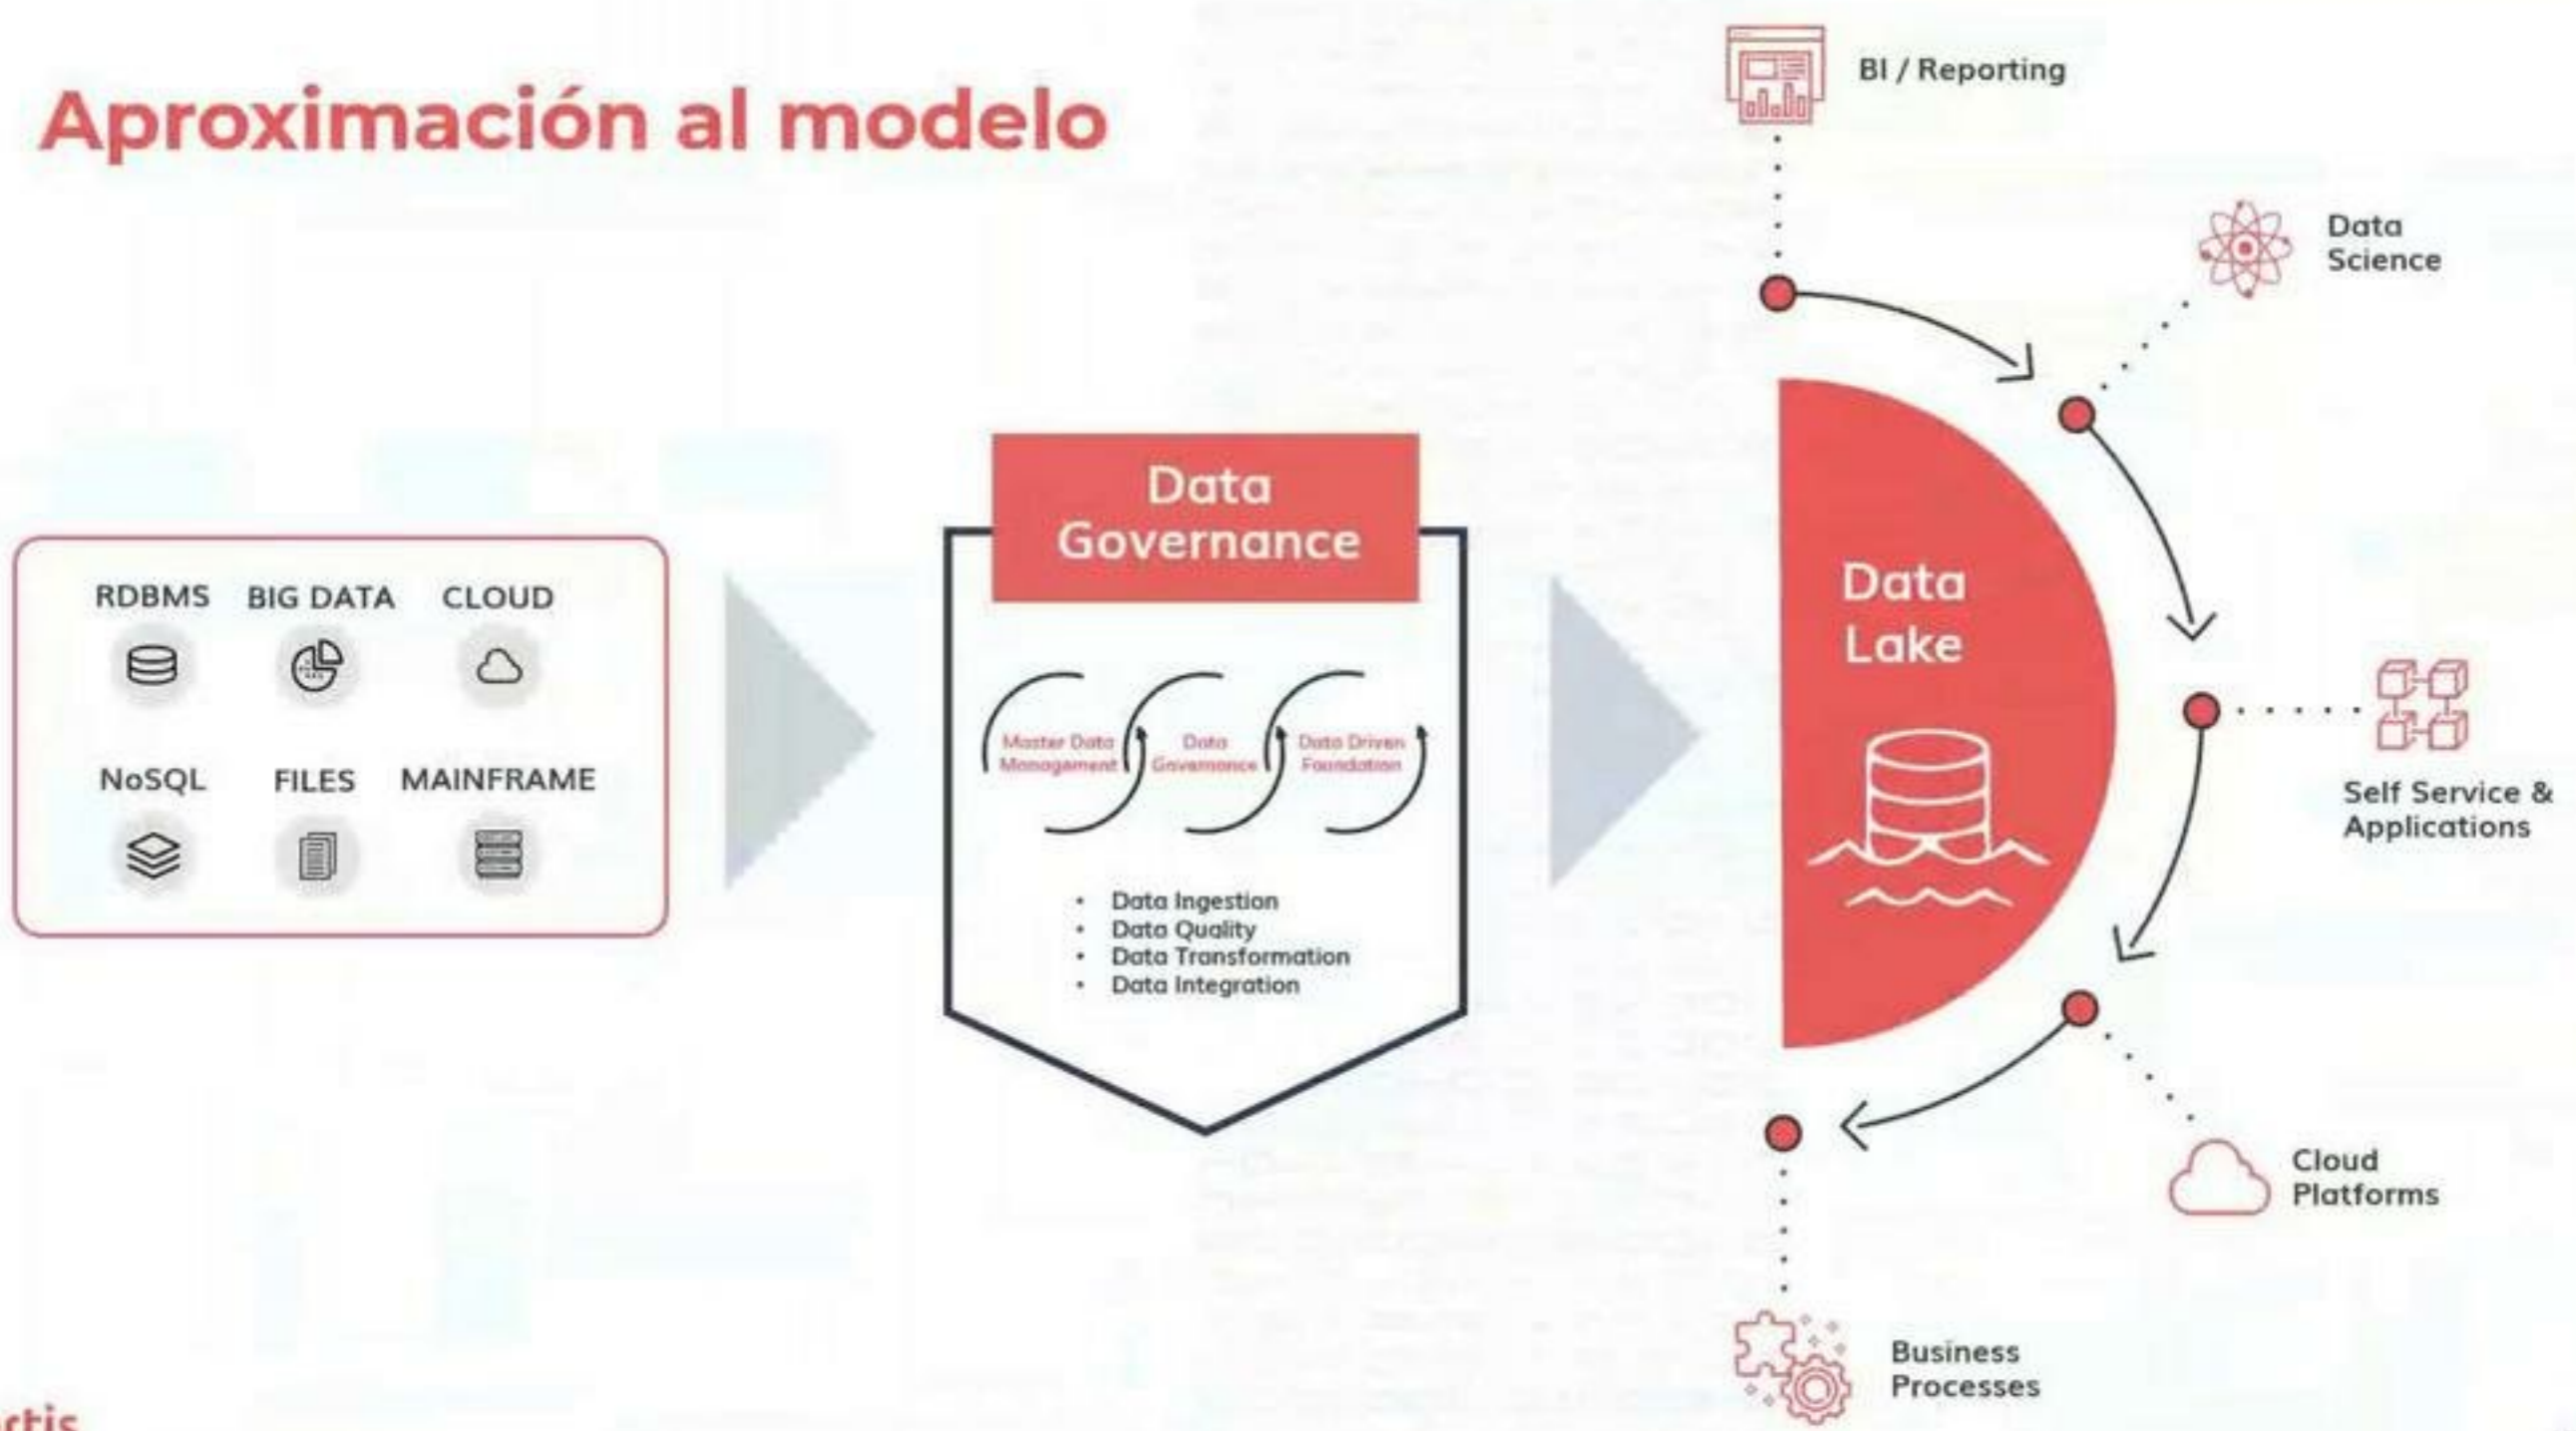 Aproximación al modelo
RDBMS BIG DATA CLOUD
NoSQL FILES MAINFRAME
Data
Governance
Master Data
Management
Data
Governance
Data Driven
Foundation
• Data Ingestion
• Data Quality
• Data Transformation
• Data Integration
Data
Lake
BI / Reporting
Data
Science
Self Service &
Applications
Cloud
Platforms
Business
Processes